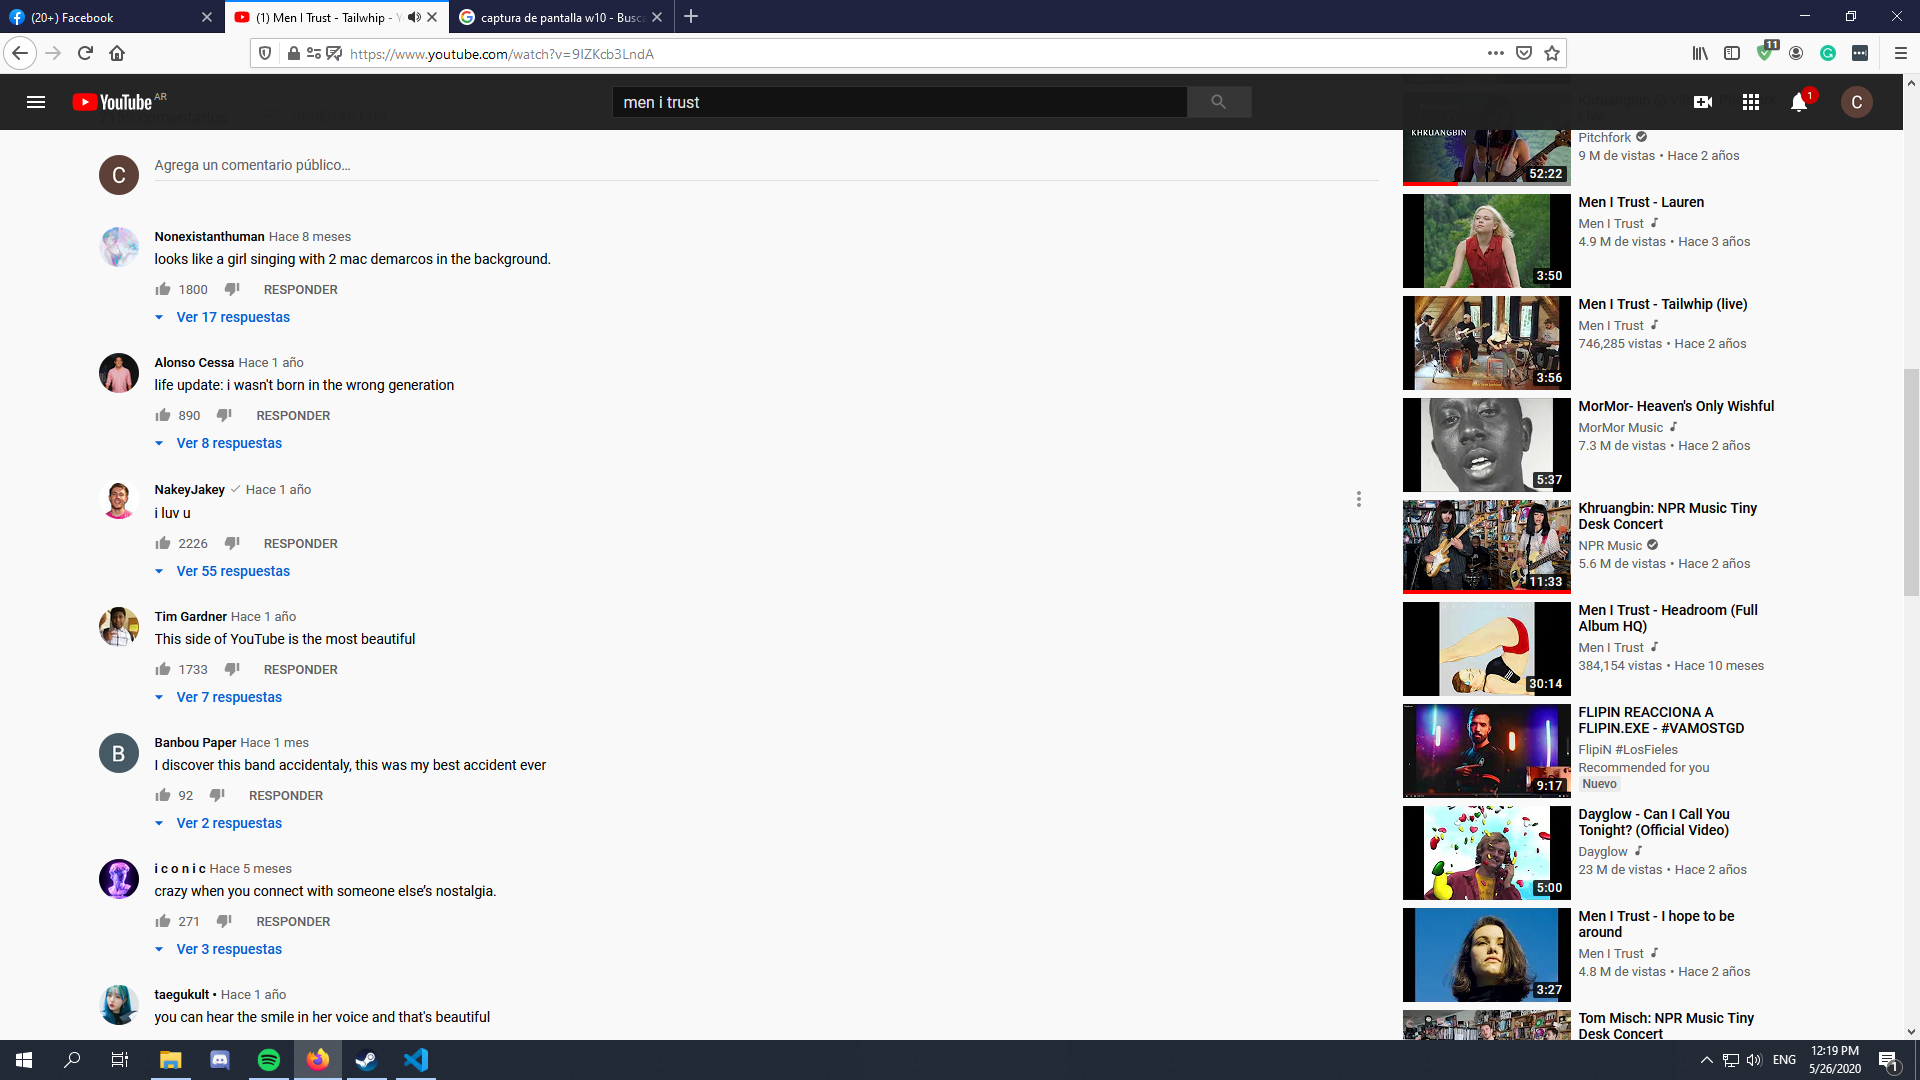 (20+) Facebook
(1) Men I Trust - Tailwhip - Y
captura de pantalla w10 - Busc
https://www.youtube.com/watch?v=9IZKcb3LndA
11
YouTube AR
men i trust
1
C
C
Agrega un comentario público...
Nonexistanthuman Hace 8 meses
looks like a girl singing with 2 mac demarcos in the background.
1800 RESPONDER
Ver 17 respuestas
Alonso Cessa Hace 1 año
life update: i wasn't born in the wrong generation
890 RESPONDER
Ver 8 respuestas
NakeyJakey Hace 1 año
i luv u
2226 RESPONDER
Ver 55 respuestas
Tim Gardner Hace 1 año
This side of YouTube is the most beautiful
1733 RESPONDER
Ver 7 respuestas
B
Banbou Paper Hace 1 mes
I discover this band accidentaly, this was my best accident ever
92 RESPONDER
Ver 2 respuestas
i c o n i c Hace 5 meses
crazy when you connect with someone else's nostalgia.
271 RESPONDER
Ver 3 respuestas
taegukult • Hace 1 año
you can hear the smile in her voice and that's beautiful
KHRUANGBIN
52:22
Pitchfork
9 M de vistas • Hace 2 años
3:50
Men I Trust - Lauren
Men I Trust
4.9 M de vistas • Hace 3 años
3:56
Men I Trust - Tailwhip (live)
Men I Trust
746,285 vistas • Hace 2 años
5:37
MorMor- Heaven's Only Wishful
MorMor Music
7.3 M de vistas • Hace 2 años
11:33
Khruangbin: NPR Music Tiny
Desk Concert
NPR Music
5.6 M de vistas • Hace 2 años
30:14
Men I Trust - Headroom (Full
Album HQ)
Men I Trust
384,154 vistas • Hace 10 meses
9:17
FLIPIN REACCIONA A
FLIPIN.EXE - #VAMOSTGD
FlipiN #LosFieles
Recommended for you
Nuevo
5:00
Dayglow - Can I Call You
Tonight? (Official Video)
Dayglow
23 M de vistas • Hace 2 años
3:27
Men I Trust - I hope to be
around
Men I Trust
4.8 M de vistas • Hace 2 años
Tom Misch: NPR Music Tiny
Desk Concert
ENG
12:19 PM
5/26/2020
1